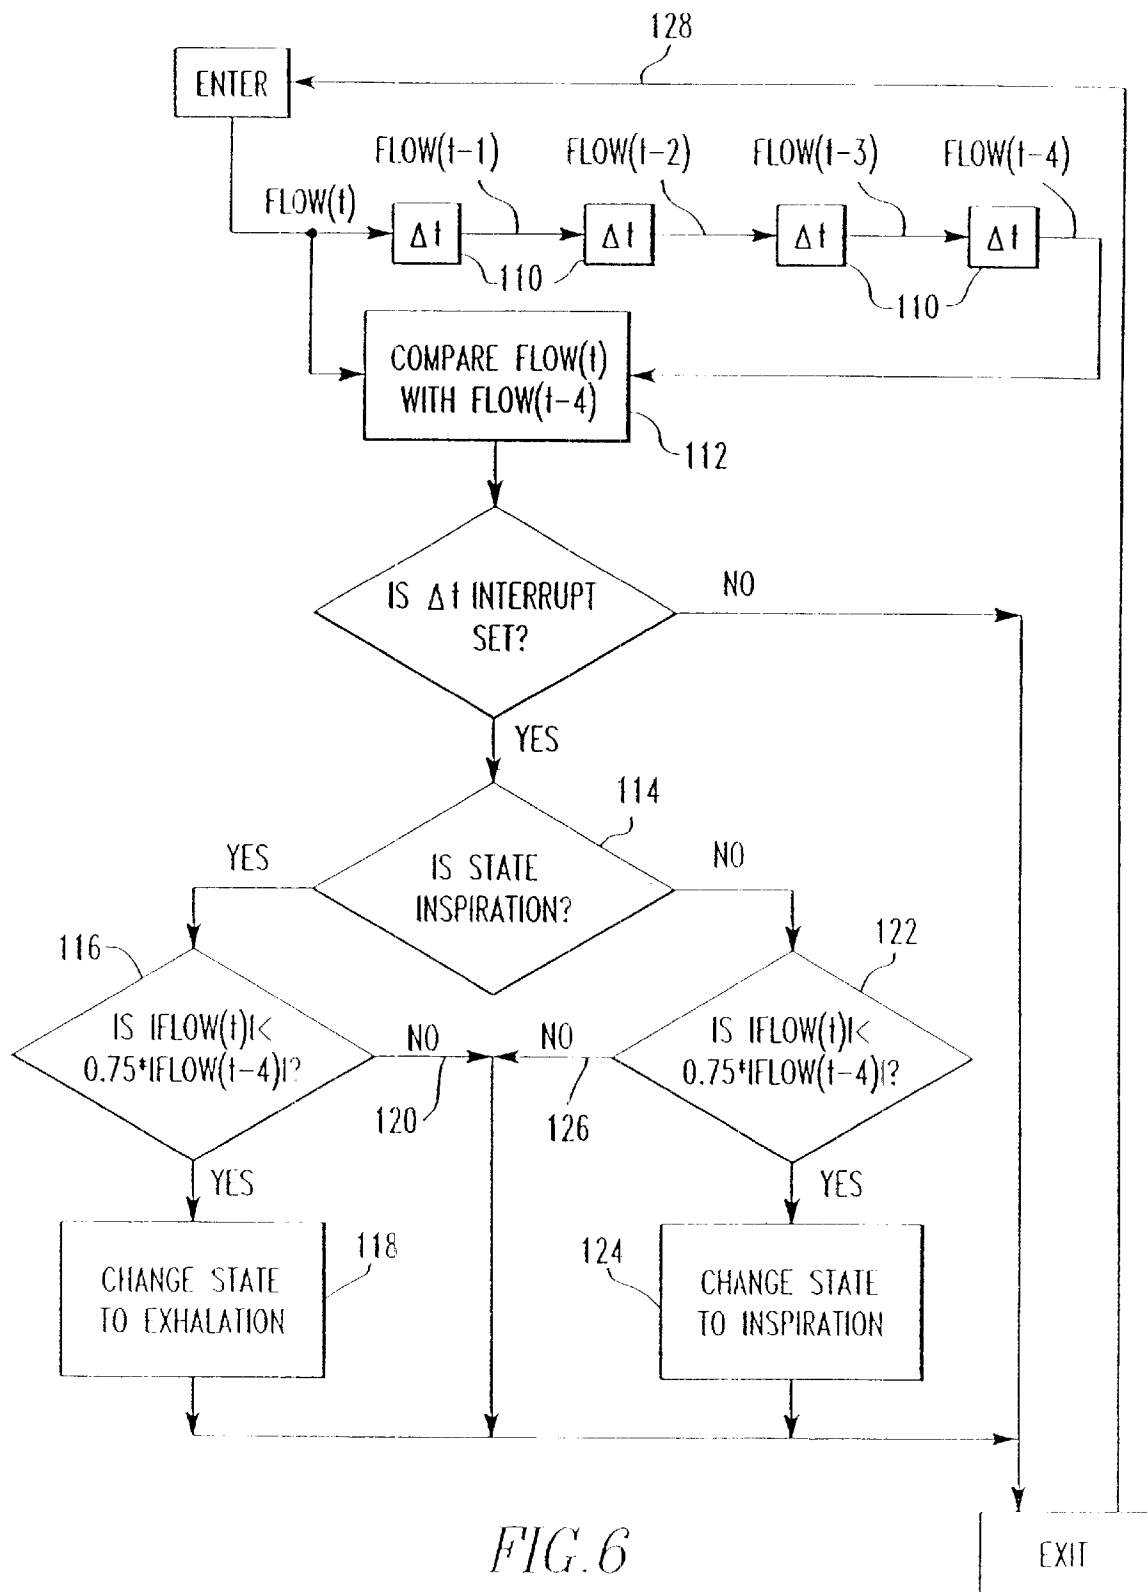 128
ENTER
FLOW(t-1)
FLOW(t-2)
FLOW(t-3)
FLOW(t-4)
FLOW(t)
Δt
Δt
Δt
Δt
110
110
COMPARE FLOW(t)
WITH FLOW(t-4)
112
IS Δt INTERRUPT
SET?
NO
YES
114
IS STATE
INSPIRATION?
YES
NO
116
122
IS |FLOW(t)|<
0.75*|FLOW(t-4)|?
NO
NO
IS |FLOW(t)|<
0.75*|FLOW(t-4)|?
120
126
YES
YES
118
124
CHANGE STATE
TO EXHALATION
CHANGE STATE
TO INSPIRATION
FIG.6
EXIT